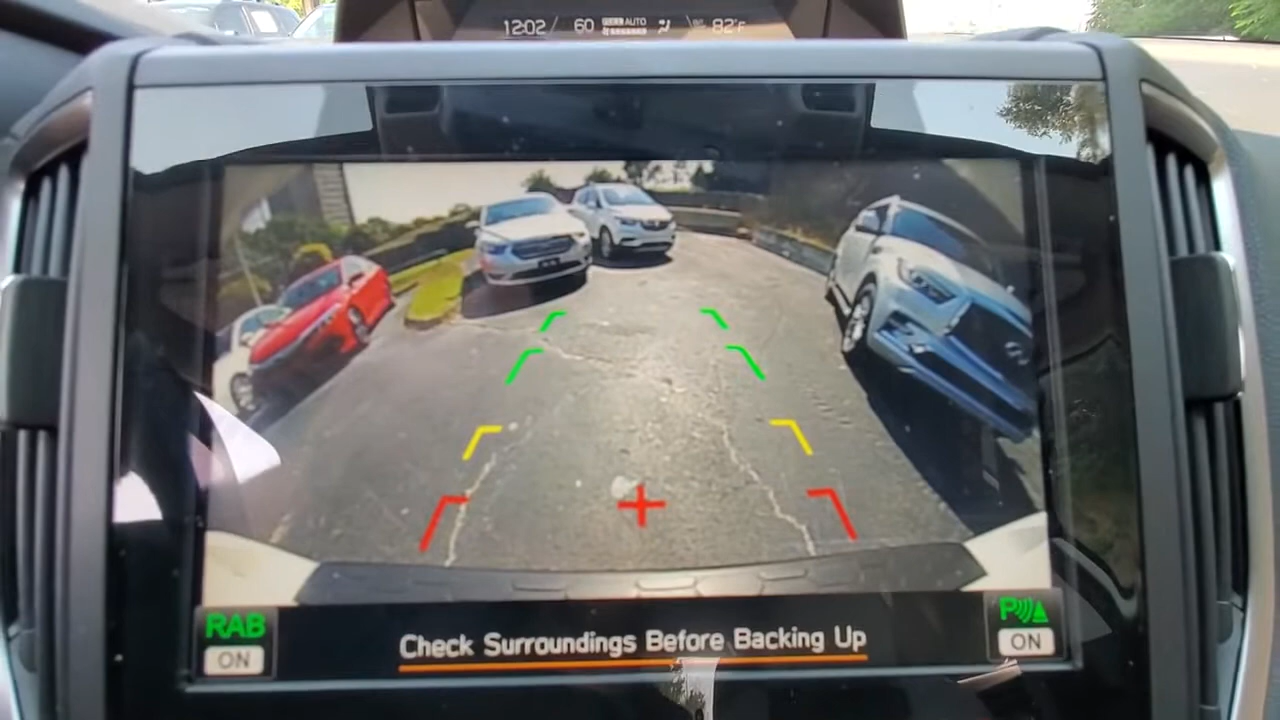 12:02 60 AUTO 82°F
RAB
ON
Check Surroundings Before Backing Up
P
ON